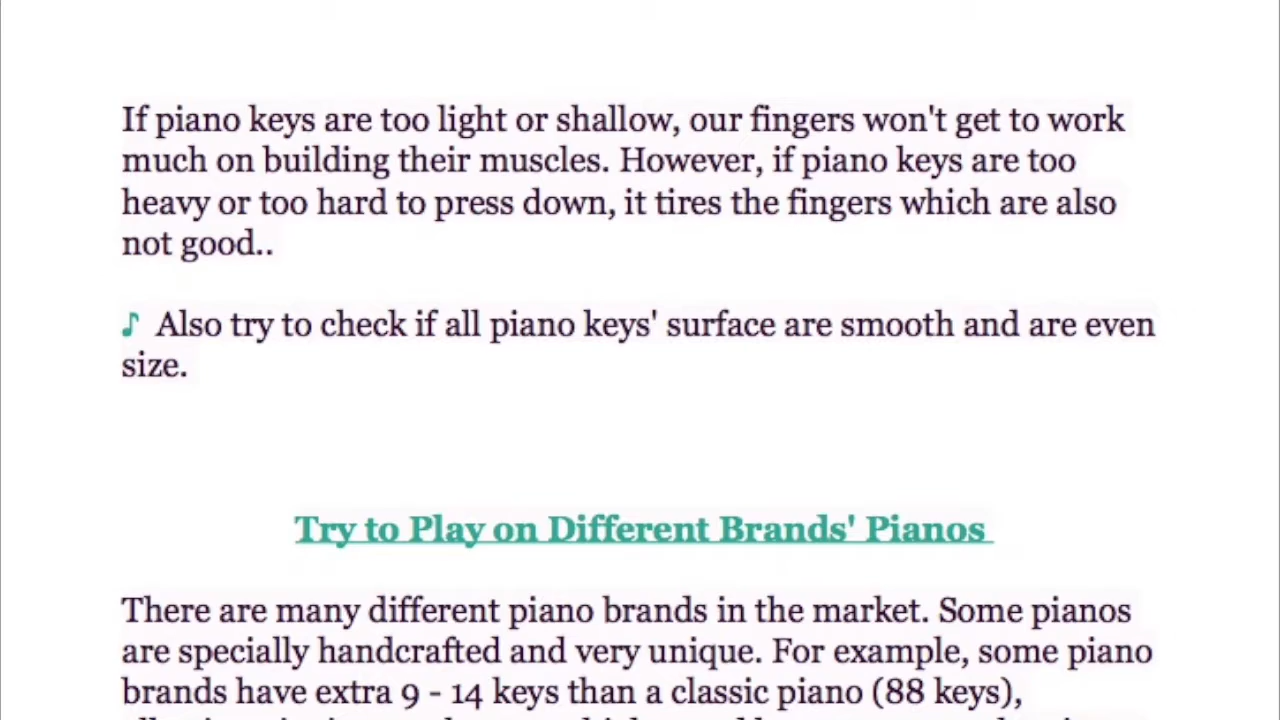 If piano keys are too light or shallow, our fingers won't get to work
much on building their muscles. However, if piano keys are too
heavy or too hard to press down, it tires the fingers which are also
not good..
♪ Also try to check if all piano keys' surface are smooth and are even
size.
Try to Play on Different Brands' Pianos
There are many different piano brands in the market. Some pianos
are specially handcrafted and very unique. For example, some piano
brands have extra 9 - 14 keys than a classic piano (88 keys),